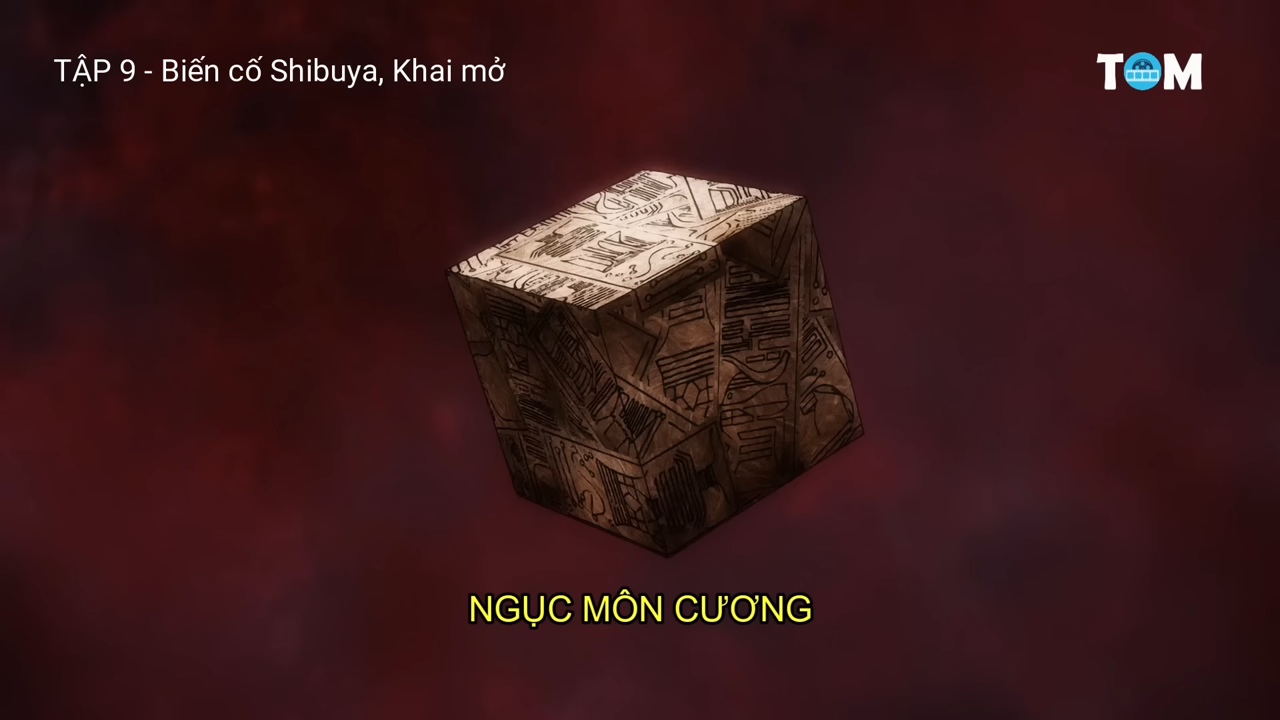 TẬP 9 - Biến cố Shibuya, Khai mở
TOM
NGỤC MÔN CƯƠNG